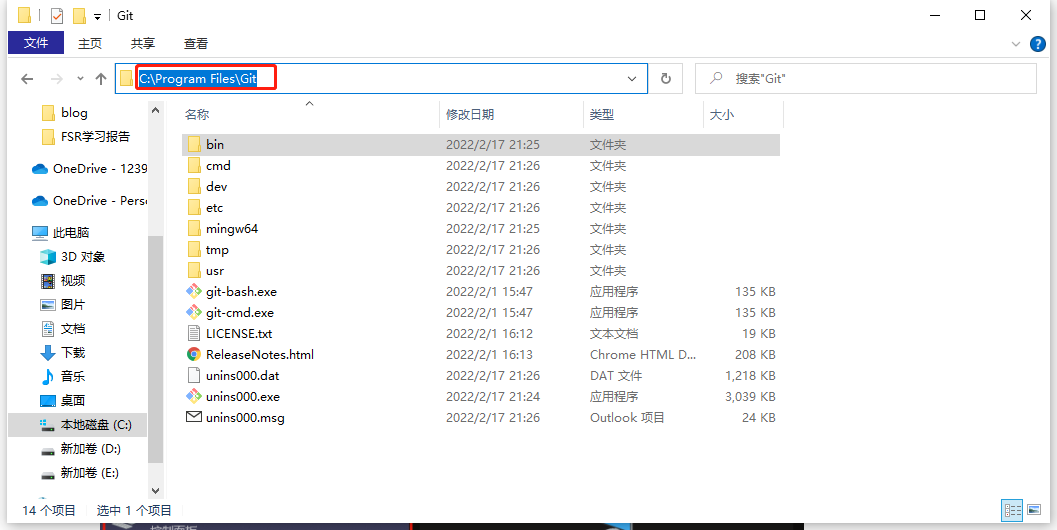 Git
文件 主页 共享 查看
C:\Program Files\Git 搜索"Git"
blog
FSR学习报告
OneDrive - 1239
OneDrive - Perso
此电脑
3D 对象
视频
图片
文档
下载
音乐
桌面
本地磁盘 (C:)
新加卷 (D:)
新加卷 (E:)
名称 修改日期 类型 大小
bin 2022/2/17 21:25 文件夹
cmd 2022/2/17 21:26 文件夹
dev 2022/2/17 21:26 文件夹
etc 2022/2/17 21:26 文件夹
mingw64 2022/2/17 21:25 文件夹
tmp 2022/2/17 21:26 文件夹
usr 2022/2/17 21:26 文件夹
git-bash.exe 2022/2/1 15:47 应用程序 135 KB
git-cmd.exe 2022/2/1 15:47 应用程序 135 KB
LICENSE.txt 2022/2/1 16:12 文本文档 19 KB
ReleaseNotes.html 2022/2/1 16:13 Chrome HTML D... 208 KB
unins000.dat 2022/2/17 21:26 DAT 文件 1,218 KB
unins000.exe 2022/2/17 21:24 应用程序 3,039 KB
unins000.msg 2022/2/17 21:26 Outlook 项目 24 KB
14 个项目 选中 1 个项目